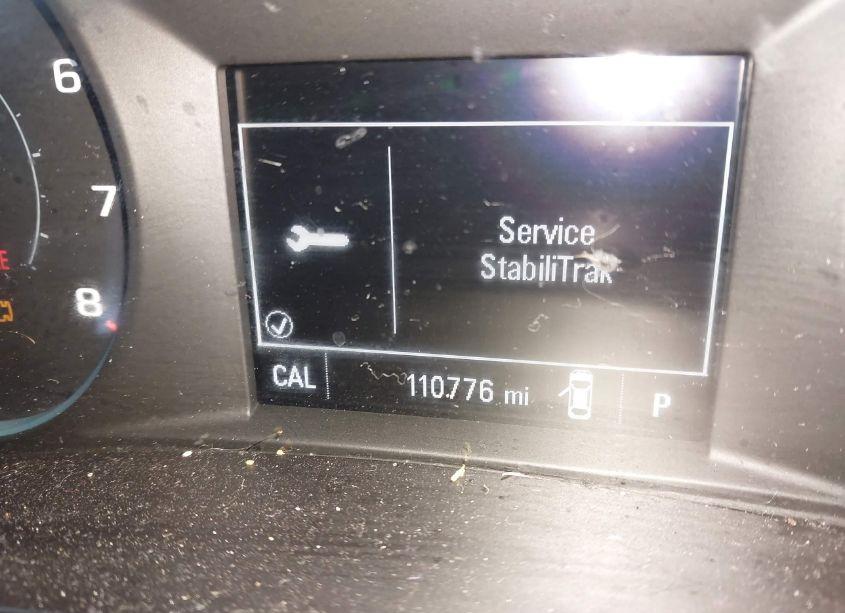 6
7
8
E
Service
StabiliTrak
CAL
110776 mi
P